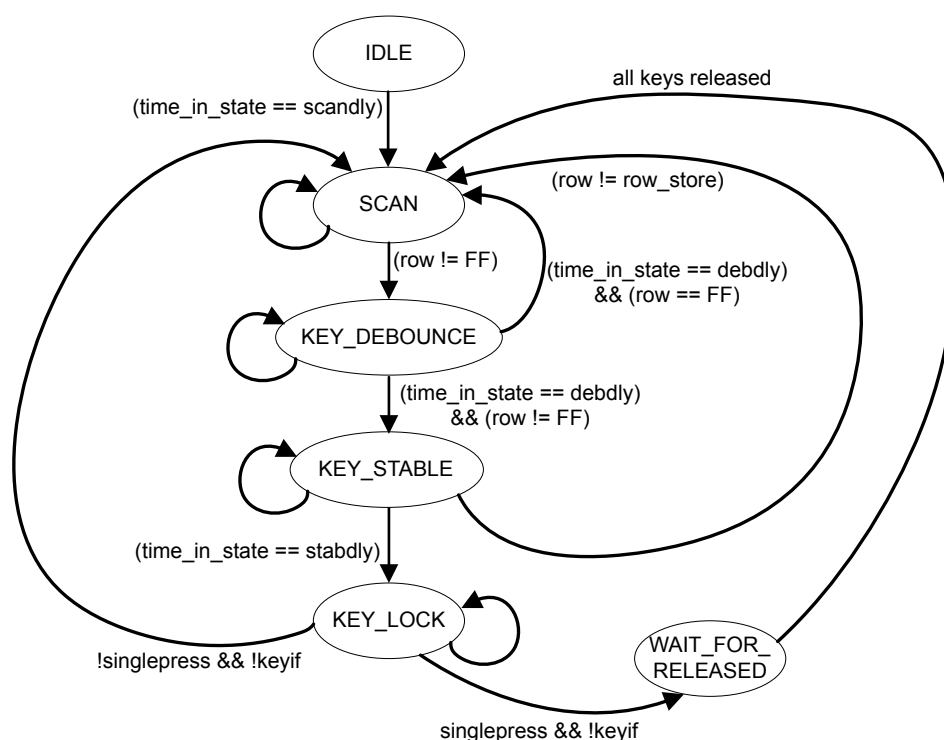 IDLE
all keys released
(time_in_state == scandly)
(row != row_store)
SCAN
(row != FF)
(time_in_state == debdly)
&& (row == FF)
KEY_DEBOUNCE
(time_in_state == debdly)
&& (row != FF)
KEY_STABLE
(time_in_state == stabdly)
KEY_LOCK
WAIT_FOR_
RELEASED
!singlepress && !keyif
singlepress && !keyif